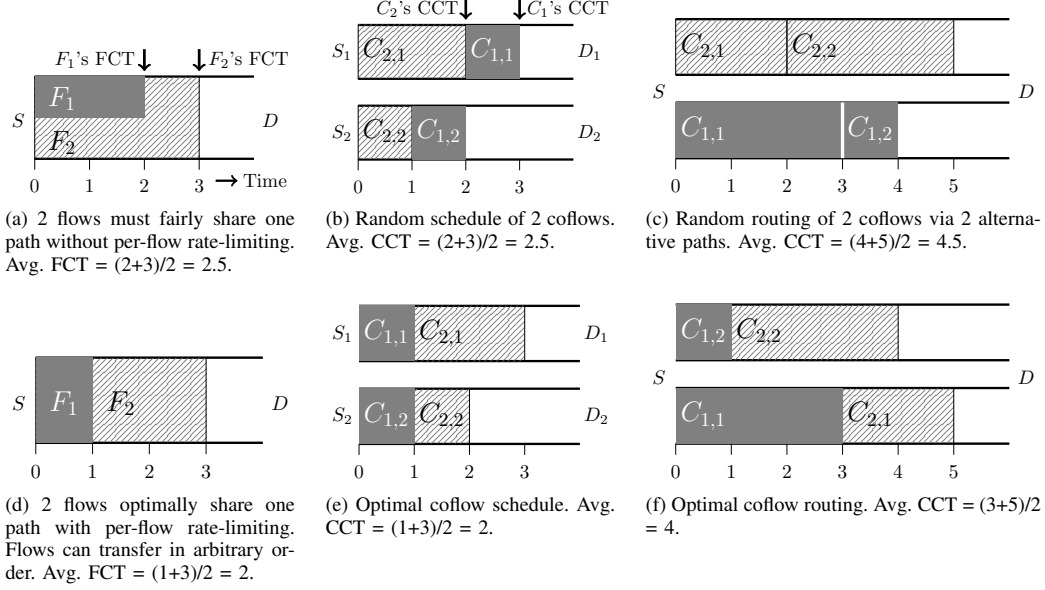 F₁'s FCT
F₂'s FCT
S
F₁
F₂
D
0 1 2 3 → Time
(a) 2 flows must fairly share one
path without per-flow rate-limiting.
Avg. FCT = (2+3)/2 = 2.5.
C₂'s CCT
C₁'s CCT
S₁
C₂,₁
C₁,₁
D₁
S₂
C₂,₂
C₁,₂
D₂
0 1 2 3
(b) Random schedule of 2 coflows.
Avg. CCT = (2+3)/2 = 2.5.
C₂,₁
C₂,₂
S
D
C₁,₁
C₁,₂
0 1 2 3 4 5
(c) Random routing of 2 coflows via 2 alterna-
tive paths. Avg. CCT = (4+5)/2 = 4.5.
S
F₁
F₂
D
0 1 2 3
(d) 2 flows optimally share one
path with per-flow rate-limiting.
Flows can transfer in arbitrary or-
der. Avg. FCT = (1+3)/2 = 2.
S₁
C₁,₁
C₂,₁
D₁
S₂
C₁,₂
C₂,₂
D₂
0 1 2 3
(e) Optimal coflow schedule. Avg.
CCT = (1+3)/2 = 2.
C₁,₂
C₂,₂
S
D
C₁,₁
C₂,₁
0 1 2 3 4 5
(f) Optimal coflow routing. Avg. CCT = (3+5)/2
= 4.